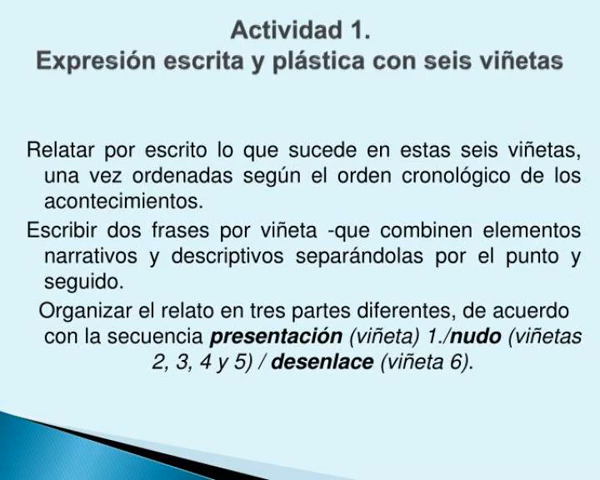 Actividad 1.
Expresión escrita y plástica con seis viñetas
Relatar por escrito lo que sucede en estas seis viñetas,
una vez ordenadas según el orden cronológico de los
acontecimientos.
Escribir dos frases por viñeta -que combinen elementos
narrativos y descriptivos separándolas por el punto y
seguido.
Organizar el relato en tres partes diferentes, de acuerdo
con la secuencia presentación (viñeta) 1./nudo (viñetas
2, 3, 4 y 5) / desenlace (viñeta 6).